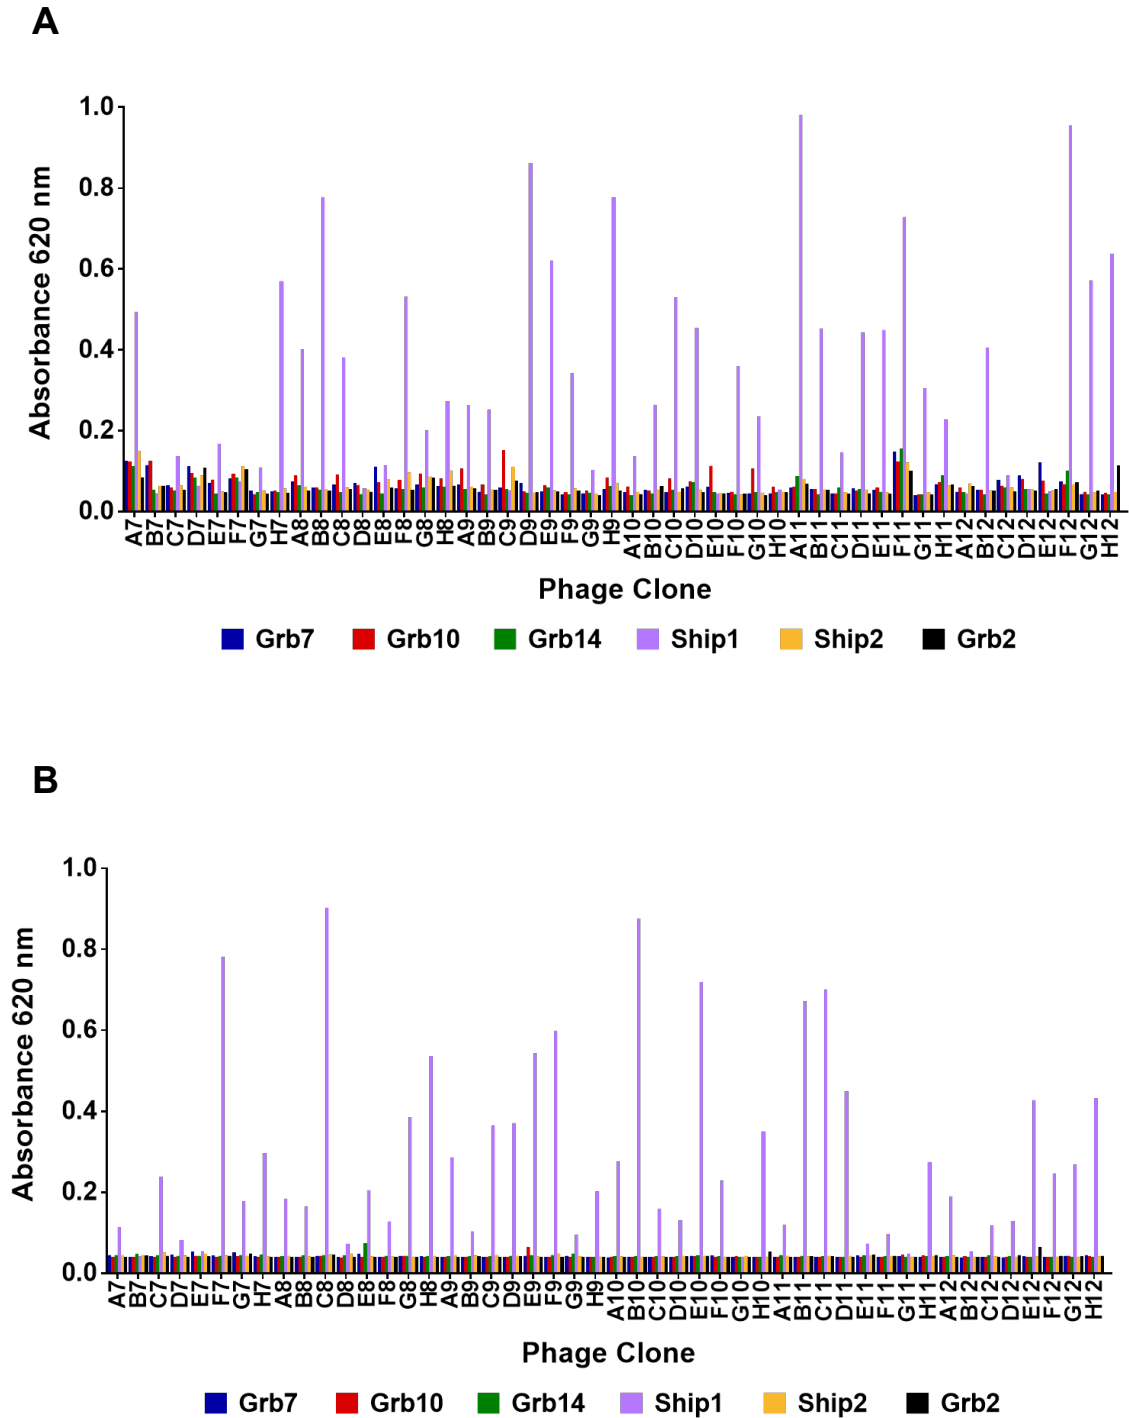 A
1.0
0.8
0.6
0.4
0.2
0.0
Absorbance 620 nm
A7 B7 C7 D7 E7 F7 G7 H7 A8 B8 C8 D8 E8 F8 G8 H8 A9 B9 C9 D9 E9 F9 G9 H9 A10 B10 C10 D10 E10 F10 G10 H10 A11 B11 C11 D11 E11 F11 G11 H11 A12 B12 C12 D12 E12 F12 G12 H12
Phage Clone
Grb7 Grb10 Grb14 Ship1 Ship2 Grb2
B
1.0
0.8
0.6
0.4
0.2
0.0
Absorbance 620 nm
A7 B7 C7 D7 E7 F7 G7 H7 A8 B8 C8 D8 E8 F8 G8 H8 A9 B9 C9 D9 E9 F9 G9 H9 A10 B10 C10 D10 E10 F10 G10 H10 A11 B11 C11 D11 E11 F11 G11 H11 A12 B12 C12 D12 E12 F12 G12 H12
Phage Clone
Grb7 Grb10 Grb14 Ship1 Ship2 Grb2